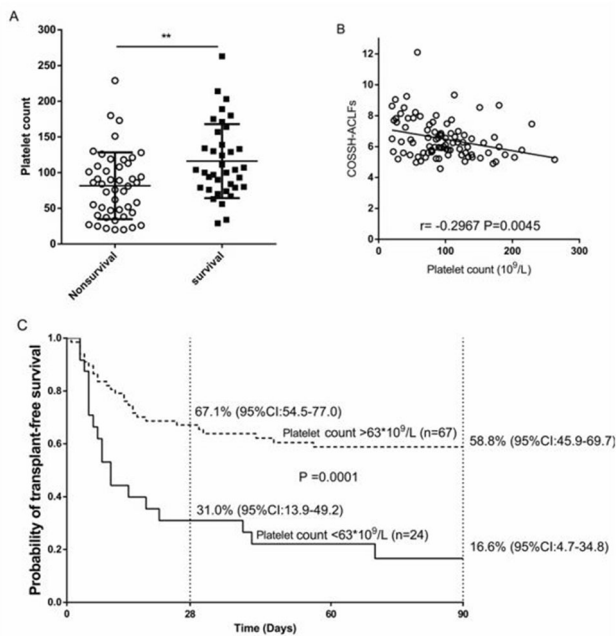 A
**
300
250
200
150
100
50
0
Platelet count
Nonsurvival
survival
B
12
10
8
6
4
2
0
COSSH-ACLFs
r= -0.2967 P=0.0045
0
100
200
300
Platelet count (10⁹/L)
C
1.0
0.8
0.6
0.4
0.2
0.0
Probability of transplant-free survival
67.1% (95%CI:54.5-77.0)
Platelet count >63*10⁹/L (n=67)
58.8% (95%CI:45.9-69.7)
P =0.0001
31.0% (95%CI:13.9-49.2)
Platelet count <63*10⁹/L (n=24)
16.6% (95%CI:4.7-34.8)
0
28
60
90
Time (Days)